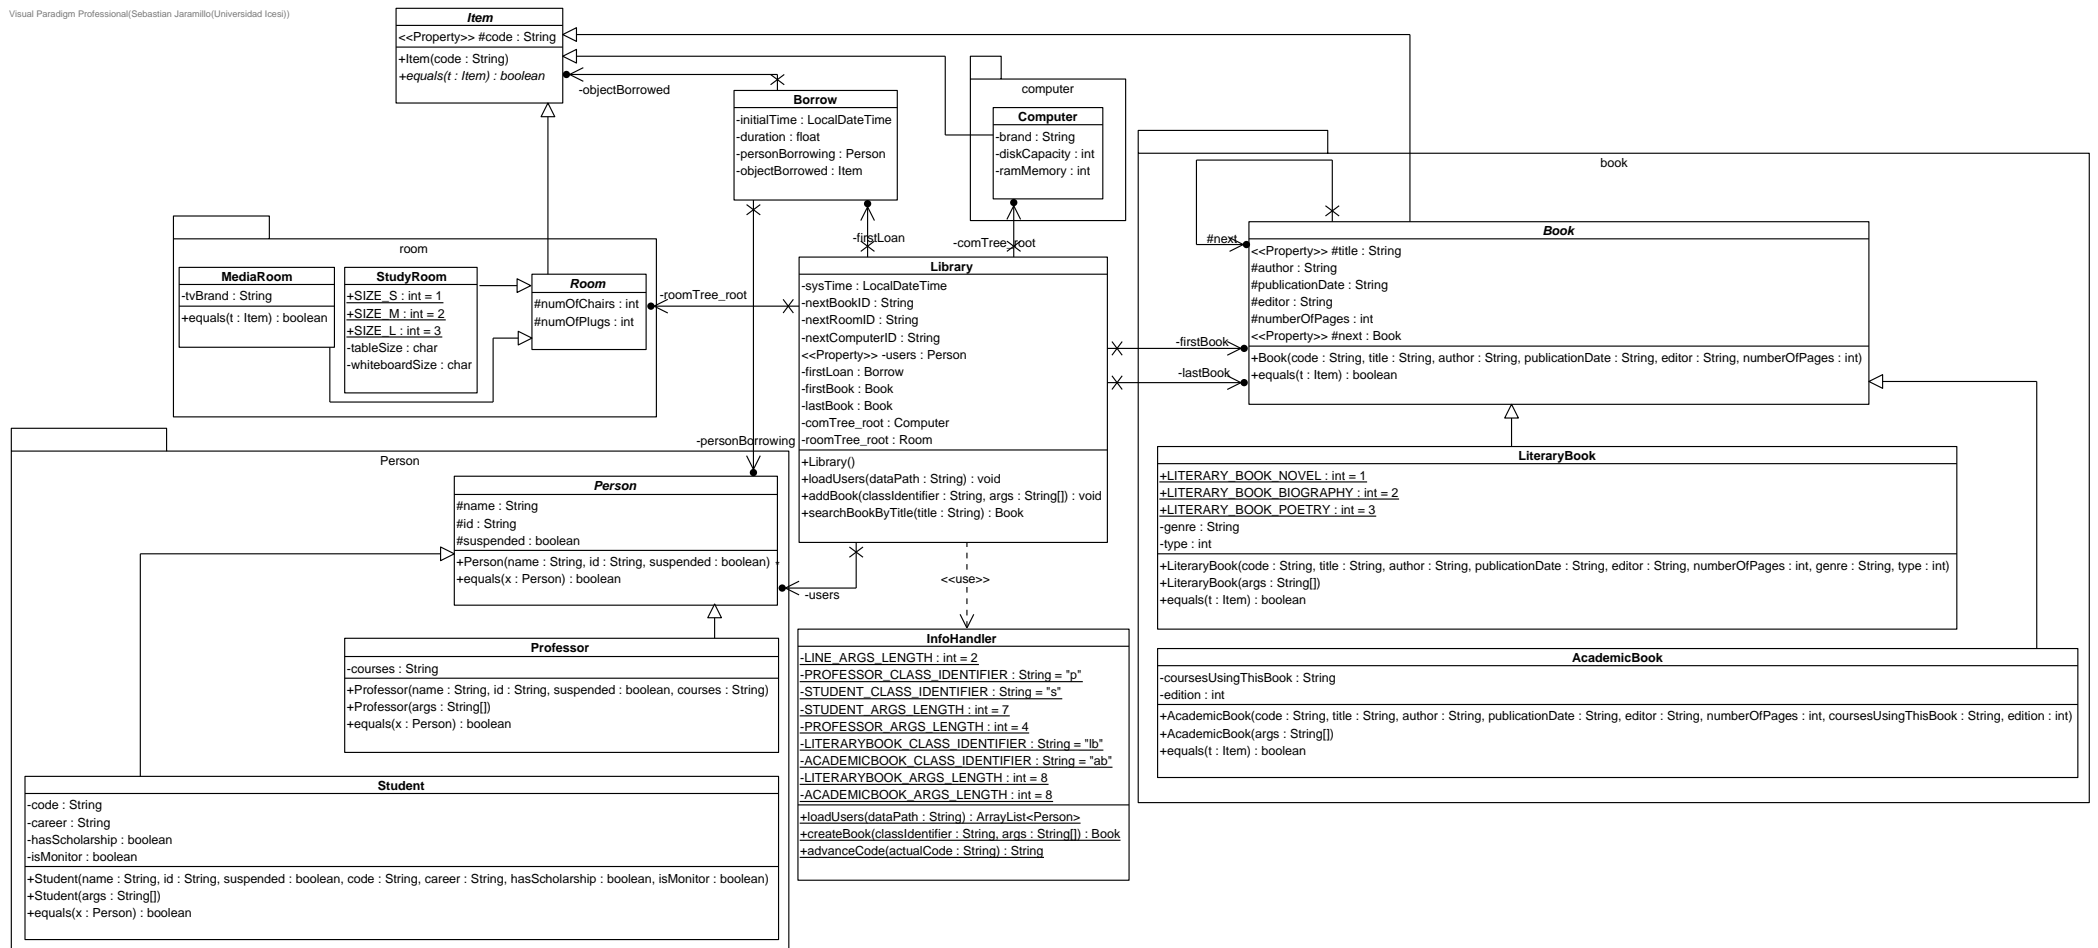 Visual Paradigm Professional(Sebastian Jaramillo(Universidad Icesi))
Item
<<Property>> #code : String
+Item(code : String)
+equals(t : Item) : boolean
-objectBorrowed
Borrow
-initialTime : LocalDateTime
-duration : float
-personBorrowing : Person
-objectBorrowed : Item
computer
Computer
-brand : String
-diskCapacity : int
-ramMemory : int
-firstLoan
-comTree_root
room
MediaRoom
-tvBrand : String
+equals(t : Item) : boolean
StudyRoom
+SIZE_S : int = 1
+SIZE_M : int = 2
+SIZE_L : int = 3
-tableSize : char
-whiteboardSize : char
Room
#numOfChairs : int
#numOfPlugs : int
-roomTree_root
Library
-sysTime : LocalDateTime
-nextBookID : String
-nextRoomID : String
-nextComputerID : String
<<Property>> -users : Person
-firstLoan : Borrow
-firstBook : Book
-lastBook : Book
-comTree_root : Computer
-roomTree_root : Room
+Library()
+loadUsers(dataPath : String) : void
+addBook(classIdentifier : String, args : String[]) : void
+searchBookByTitle(title : String) : Book
book
#next
Book
<<Property>> #title : String
#author : String
#publicationDate : String
#editor : String
#numberOfPages : int
<<Property>> #next : Book
+Book(code : String, title : String, author : String, publicationDate : String, editor : String, numberOfPages : int)
+equals(t : Item) : boolean
-firstBook
-lastBook
LiteraryBook
+LITERARY_BOOK_NOVEL : int = 1
+LITERARY_BOOK_BIOGRAPHY : int = 2
+LITERARY_BOOK_POETRY : int = 3
-genre : String
-type : int
+LiteraryBook(code : String, title : String, author : String, publicationDate : String, editor : String, numberOfPages : int, genre : String, type : int)
+LiteraryBook(args : String[])
+equals(t : Item) : boolean
AcademicBook
-coursesUsingThisBook : String
-edition : int
+AcademicBook(code : String, title : String, author : String, publicationDate : String, editor : String, numberOfPages : int, coursesUsingThisBook : String, edition : int)
+AcademicBook(args : String[])
+equals(t : Item) : boolean
-personBorrowing
Person
Person
#name : String
#id : String
#suspended : boolean
+Person(name : String, id : String, suspended : boolean)
+equals(x : Person) : boolean
-users
<<use>>
Professor
-courses : String
+Professor(name : String, id : String, suspended : boolean, courses : String)
+Professor(args : String[])
+equals(x : Person) : boolean
Student
-code : String
-career : String
-hasScholarship : boolean
-isMonitor : boolean
+Student(name : String, id : String, suspended : boolean, code : String, career : String, hasScholarship : boolean, isMonitor : boolean)
+Student(args : String[])
+equals(x : Person) : boolean
InfoHandler
-LINE_ARGS_LENGTH : int = 2
-PROFESSOR_CLASS_IDENTIFIER : String = "p"
-STUDENT_CLASS_IDENTIFIER : String = "s"
-STUDENT_ARGS_LENGTH : int = 7
-PROFESSOR_ARGS_LENGTH : int = 4
-LITERARYBOOK_CLASS_IDENTIFIER : String = "lb"
-ACADEMICBOOK_CLASS_IDENTIFIER : String = "ab"
-LITERARYBOOK_ARGS_LENGTH : int = 8
-ACADEMICBOOK_ARGS_LENGTH : int = 8
+loadUsers(dataPath : String) : ArrayList<Person>
+createBook(classIdentifier : String, args : String[]) : Book
+advanceCode(actualCode : String) : String